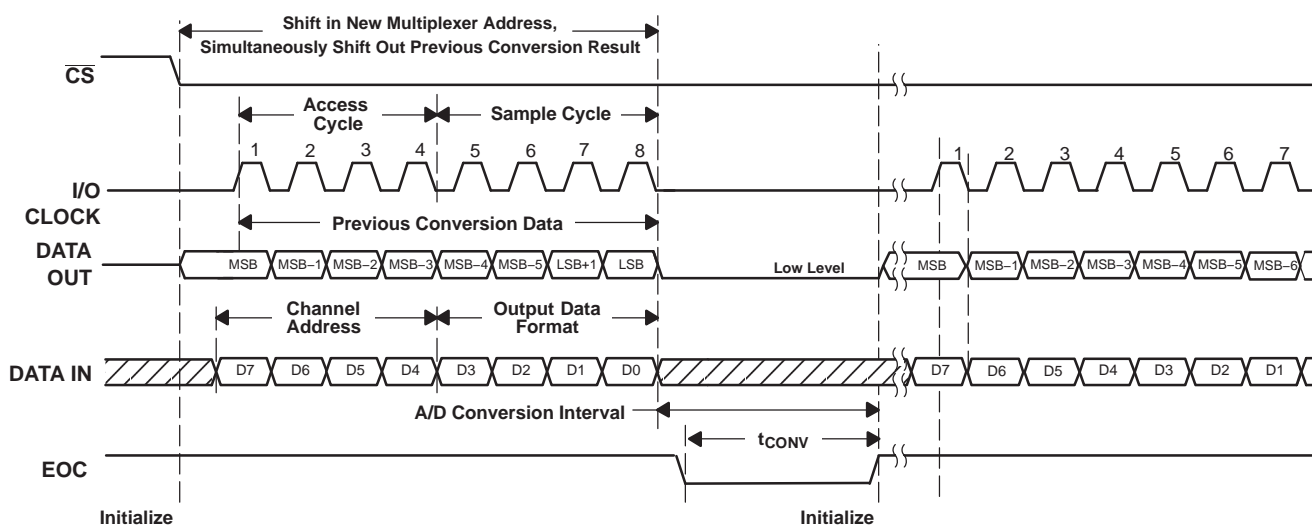 Shift in New Multiplexer Address,
Simultaneously Shift Out Previous Conversion Result
CS
Access
Cycle
Sample Cycle
1 2 3 4 5 6 7 8 1 2 3 4 5 6 7
I/O
CLOCK
Previous Conversion Data
DATA
OUT
MSB MSB–1 MSB–2 MSB–3 MSB–4 MSB–5 LSB+1 LSB Low Level MSB MSB–1 MSB–2 MSB–3 MSB–4 MSB–5 MSB–6
Channel
Address
Output Data
Format
DATA IN D7 D6 D5 D4 D3 D2 D1 D0 D7 D6 D5 D4 D3 D2 D1
A/D Conversion Interval
tCONV
EOC
Initialize Initialize